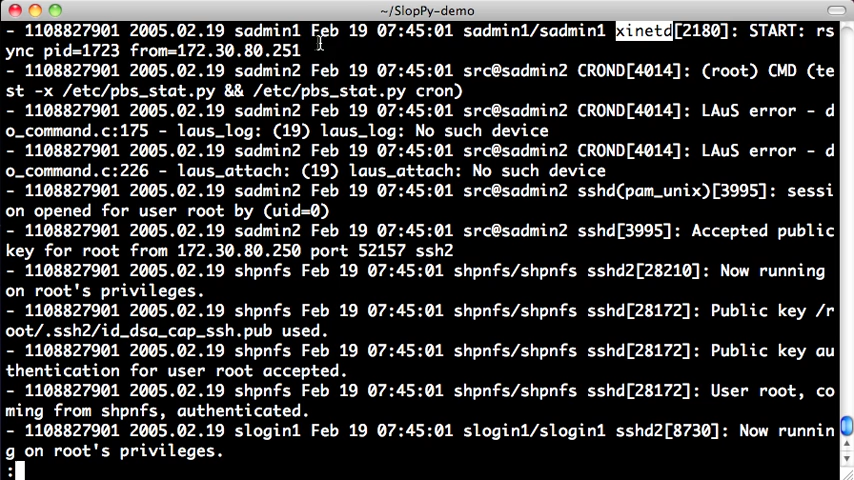 ~/SlopPy-demo
- 1108827901 2005.02.19 sadmin1 Feb 19 07:45:01 sadmin1/sadmin1 xinetd[2180]: START: rs
ync pid=1723 from=172.30.80.251
- 1108827901 2005.02.19 sadmin2 Feb 19 07:45:01 src@sadmin2 CROND[4014]: (root) CMD (te
st -x /etc/pbs_stat.py && /etc/pbs_stat.py cron)
- 1108827901 2005.02.19 sadmin2 Feb 19 07:45:01 src@sadmin2 CROND[4014]: LAuS error - d
o_command.c:175 - laus_log: (19) laus_log: No such device
- 1108827901 2005.02.19 sadmin2 Feb 19 07:45:01 src@sadmin2 CROND[4014]: LAuS error - d
o_command.c:226 - laus_attach: (19) laus_attach: No such device
- 1108827901 2005.02.19 sadmin2 Feb 19 07:45:01 src@sadmin2 sshd(pam_unix)[3995]: sessi
on opened for user root by (uid=0)
- 1108827901 2005.02.19 sadmin2 Feb 19 07:45:01 src@sadmin2 sshd[3995]: Accepted public
key for root from 172.30.80.250 port 52157 ssh2
- 1108827901 2005.02.19 shpnfs Feb 19 07:45:01 shpnfs/shpnfs sshd2[28210]: Now running
on root's privileges.
- 1108827901 2005.02.19 shpnfs Feb 19 07:45:01 shpnfs/shpnfs sshd[28172]: Public key /r
oot/.ssh2/id_dsa_cap_ssh.pub used.
- 1108827901 2005.02.19 shpnfs Feb 19 07:45:01 shpnfs/shpnfs sshd[28172]: Public key au
thentication for user root accepted.
- 1108827901 2005.02.19 shpnfs Feb 19 07:45:01 shpnfs/shpnfs sshd[28172]: User root, co
ming from shpnfs, authenticated.
- 1108827901 2005.02.19 slogin1 Feb 19 07:45:01 slogin1/slogin1 sshd2[8730]: Now runnin
g on root's privileges.
: